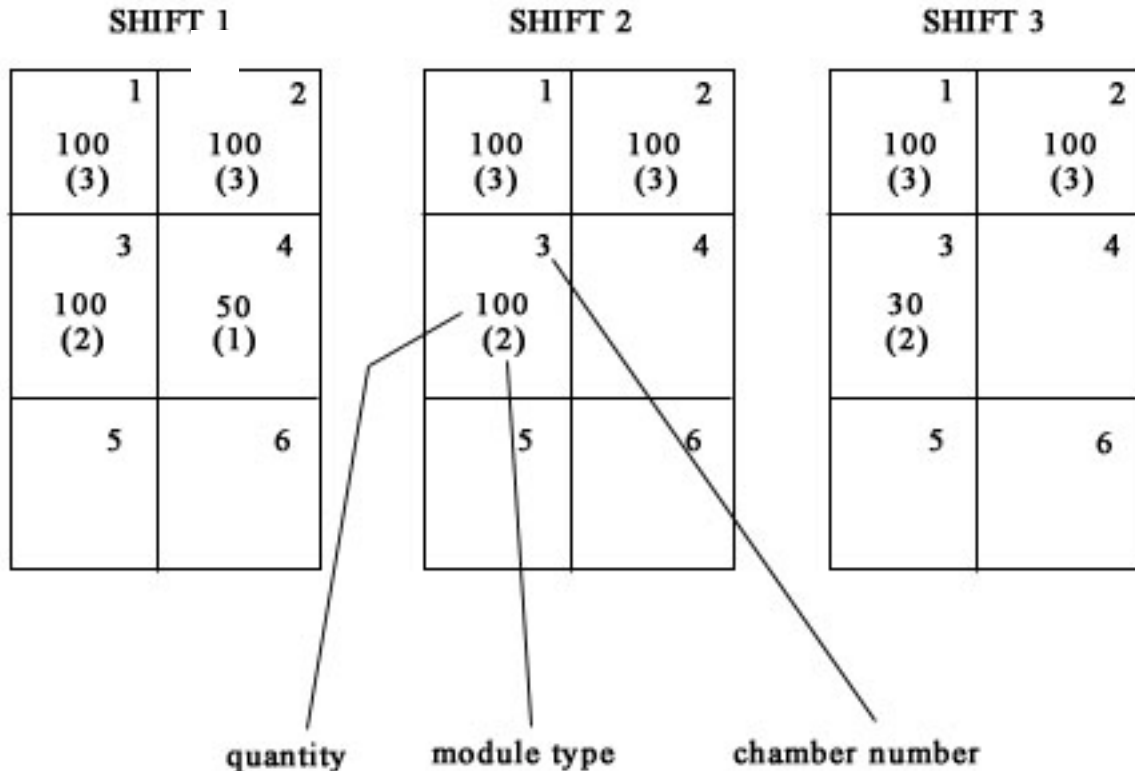 SHIFT 1 SHIFT 2 SHIFT 3
1 2 1 2 1 2
100 100 100 100 100 100
(3) (3) (3) (3) (3) (3)
3 4 3 4 3 4
100 50 100 30
(2) (1) (2) (2)
5 6 5 6 5 6
quantity module type chamber number